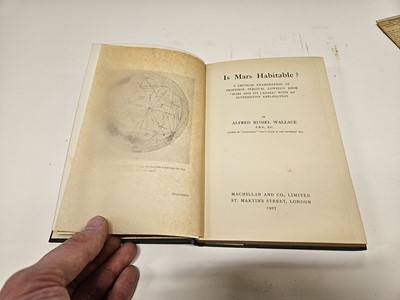 Is Mars Habitable?
A CRITICAL EXAMINATION OF
PROFESSOR PERCIVAL LOWELL'S BOOK
"MARS AND ITS CANALS," WITH AN
ALTERNATIVE EXPLANATION
BY
ALFRED RUSSEL WALLACE
F.R.S., Etc.
MACMILLAN AND CO., LIMITED
ST. MARTIN'S STREET, LONDON
1907